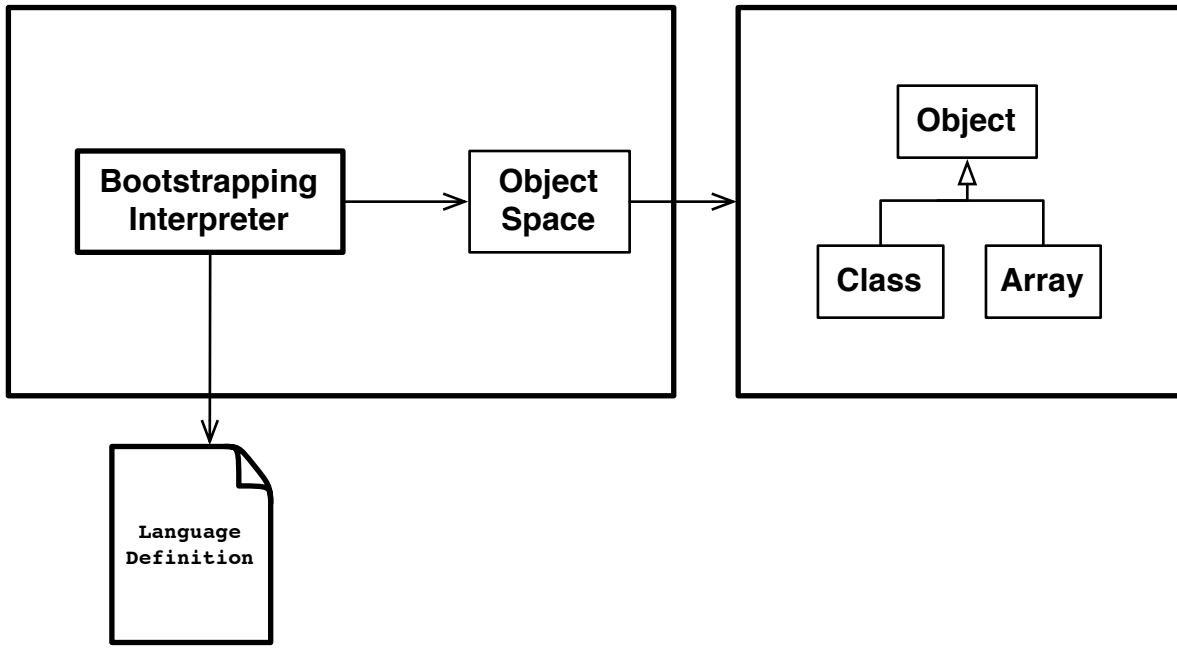 Object
Bootstrapping
Interpreter
Object
Space
Class
Array
Language
Definition